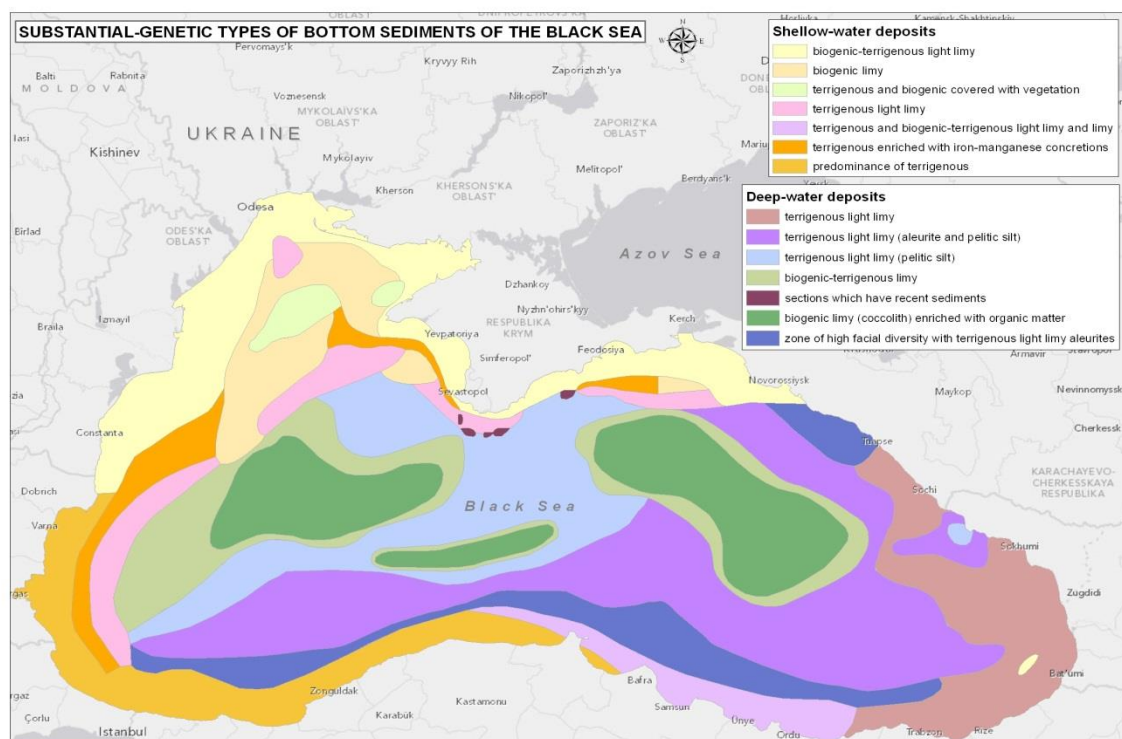 SUBSTANTIAL-GENETIC TYPES OF BOTTOM SEDIMENTS OF THE BLACK SEA
N
W E
S
Shellow-water deposits
biogenic-terrigenous light limy
biogenic limy
terrigenous and biogenic covered with vegetation
terrigenous light limy
terrigenous and biogenic-terrigenous light limy and limy
terrigenous enriched with iron-manganese concretions
predominance of terrigenous
Deep-water deposits
terrigenous light limy
terrigenous light limy (aleurite and pelitic silt)
terrigenous light limy (pelitic silt)
biogenic-terrigenous limy
sections which have recent sediments
biogenic limy (coccolith) enriched with organic matter
zone of high facial diversity with terrigenous light limy aleurites
Horlivka
Kamensk-Shakhtinskiy
Pervomays'k
Kryvyy Rih
Zaporizhzh'ya
Balti
Rabnita
MOLDOVA
Voznesensk
Nikopol'
MYKOLAIVS'KA
OBLAST'
ZAPORIZ'KA
OBLAST'
UKRAINE
Iasi
Kishinev
Mykolayiv
Melitopol'
Berdyans'k
Kherson
KHERSONS'KA
OBLAST'
Odesa
ODES'KA
OBLAST'
Birlad
Azov Sea
Dzhankoy
Izmayil
Braila
Nyzhn'ohirs'kyy
RESPUBLIKA
KRYM
Kerch
Yevpatoriya
Simferopol'
Feodosiya
Armavir
Stavropol'
Sevastopol
Novorossiysk
Maykop
Nevinnomyssk
Constanta
Cherkessk
Tuapse
KARACHAYEVO-
CHERKESSKAYA
RESPUBLIKA
Dobrich
Sochi
Black Sea
Varna
Sokhumi
Zugdidi
Bat'umi
Bafra
Zonguldak
Kastamonu
Samsun
Karabük
Ünye
Çorlu
Istanbul
Ordu
Trabzon
Rize